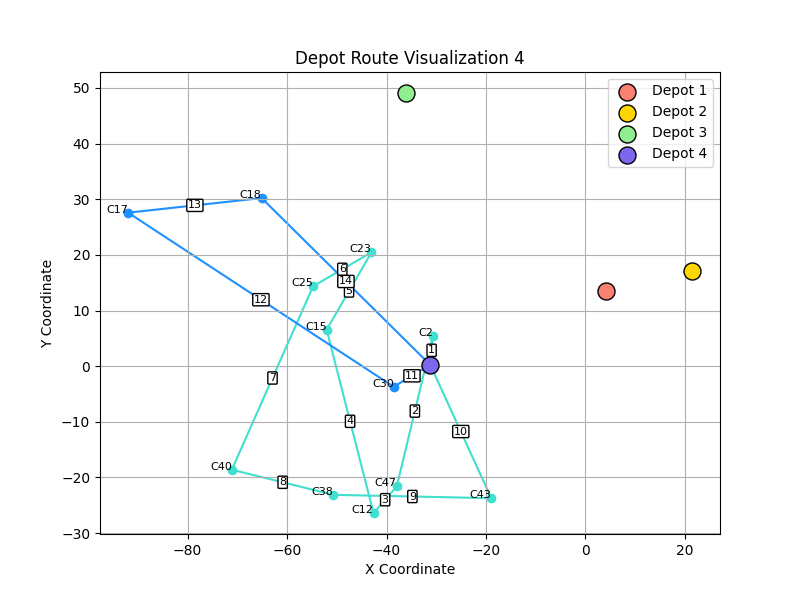 Depot Route Visualization 4
Depot 1
Depot 2
Depot 3
Depot 4
50
40
30
20
10
0
−10
−20
−30
Y Coordinate
C17
13
C18
C23
6
14
5
C25
12
C15
C2
1
11
C30
7
2
4
10
C40
8
C38
C47
3
9
C43
C12
−80
−60
−40
−20
0
20
X Coordinate